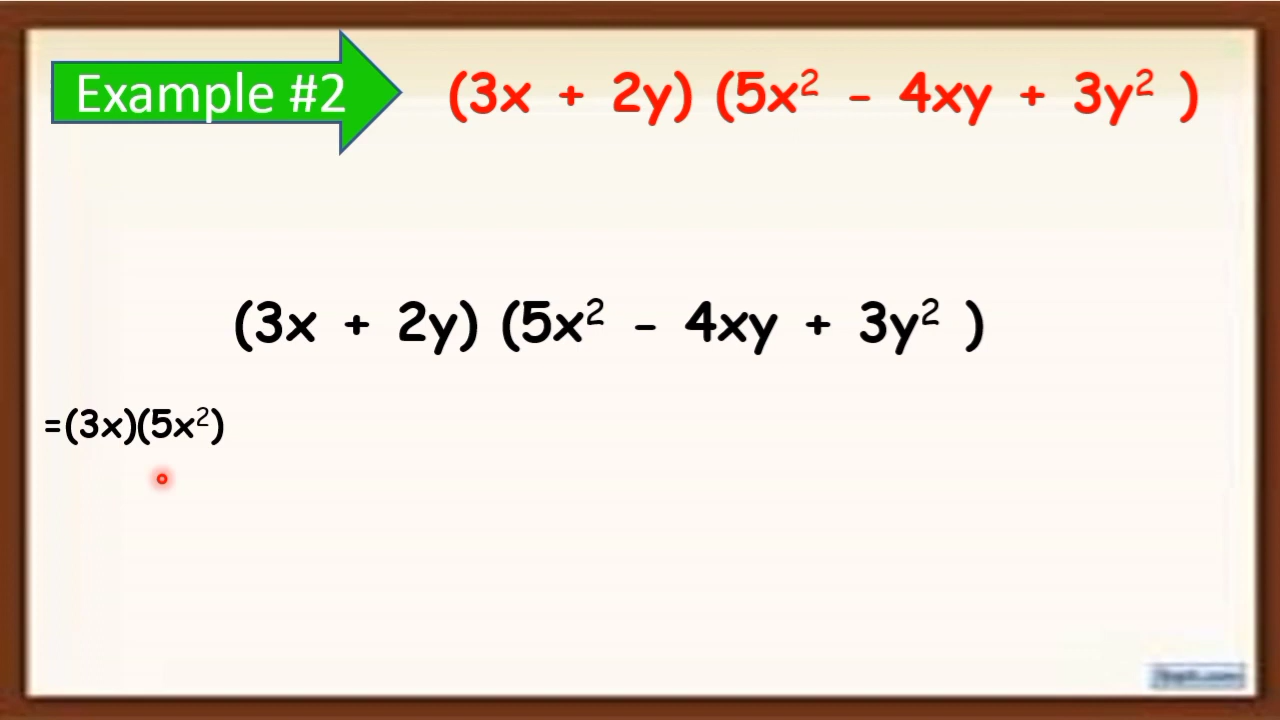 Example #2 (3x + 2y) (5x² - 4xy + 3y² )
(3x + 2y) (5x² - 4xy + 3y² )
=(3x)(5x²)